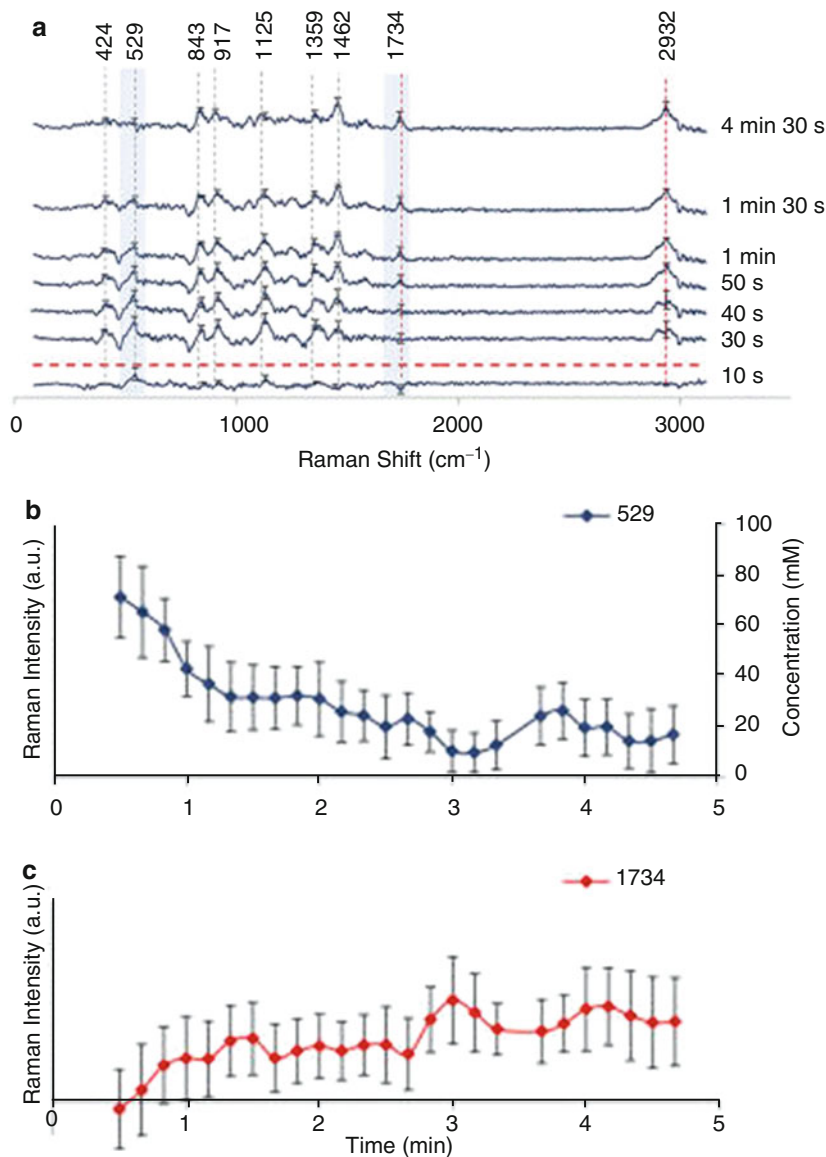 a
424 529 843 917 1125 1359 1462 1734 2932
4 min 30 s
1 min 30 s
1 min
50 s
40 s
30 s
10 s
0 1000 2000 3000
Raman Shift (cm⁻¹)
b
529
Raman Intensity (a.u.)
100
80
60
40
20
0
Concentration (mM)
0 1 2 3 4 5
c
1734
Raman Intensity (a.u.)
0 1 2 3 4 5
Time (min)